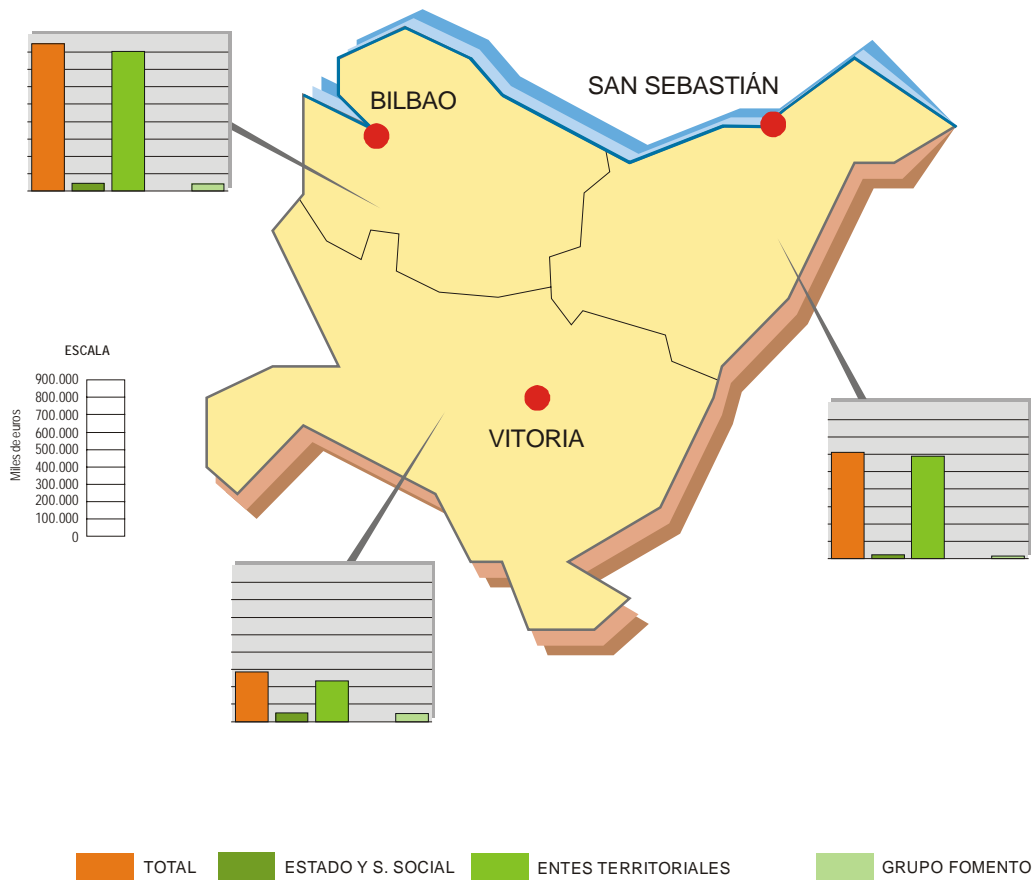 SAN SEBASTIÁN
BILBAO
ESCALA
Miles de euros
900.000
800.000
700.000
600.000
500.000
400.000
300.000
200.000
100.000
0
VITORIA
TOTAL
ESTADO Y S. SOCIAL
ENTES TERRITORIALES
GRUPO FOMENTO